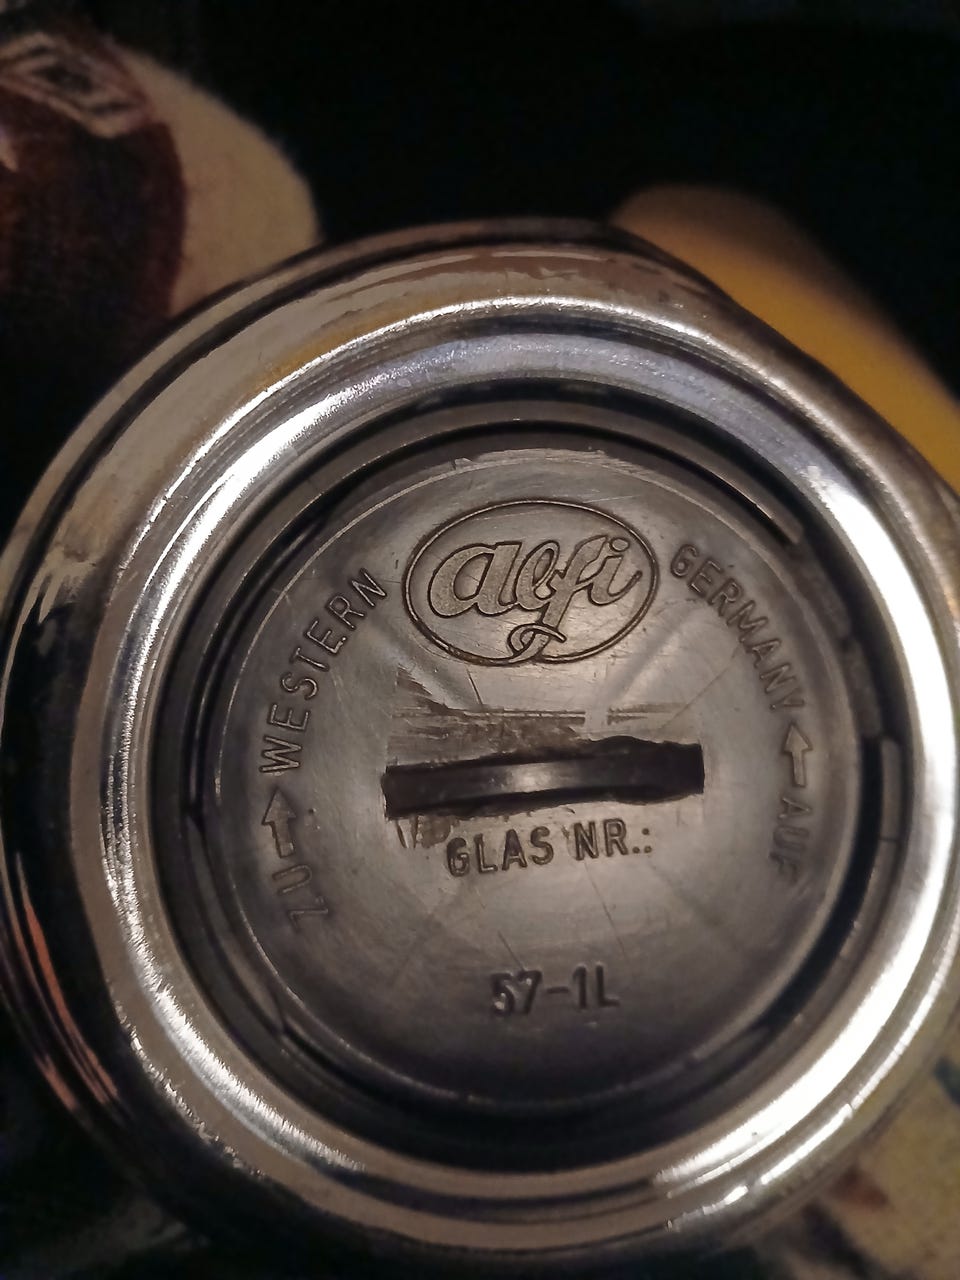 alfi
WESTERN GERMANY
ZU → ← AUF
GLAS NR.:
57-1L